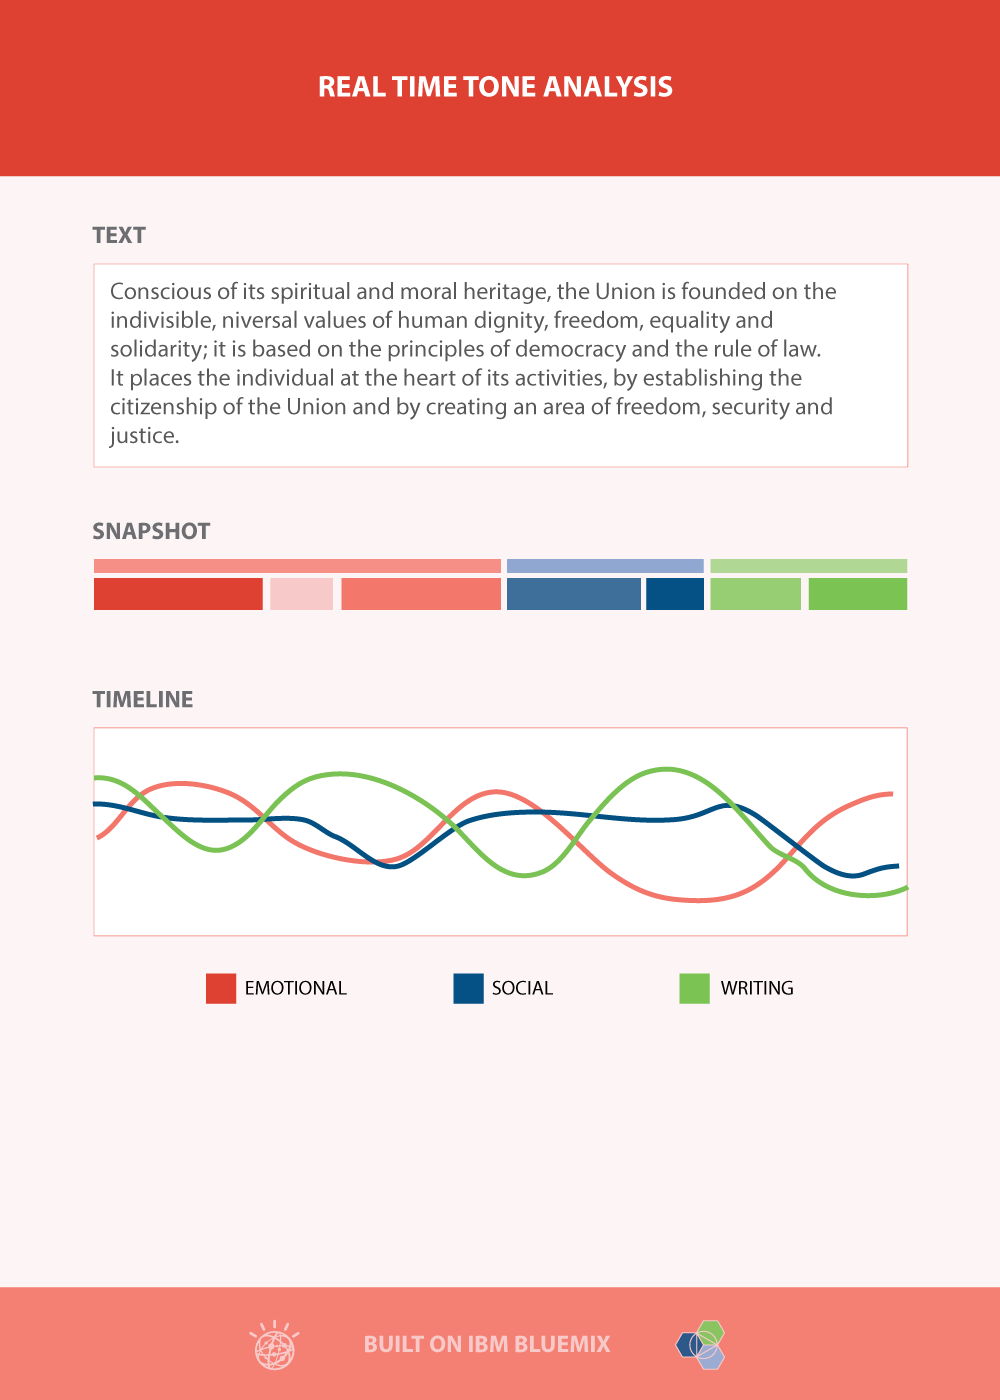 REAL TIME TONE ANALYSIS
TEXT
Conscious of its spiritual and moral heritage, the Union is founded on the
indivisible, niversal values of human dignity, freedom, equality and
solidarity; it is based on the principles of democracy and the rule of law.
It places the individual at the heart of its activities, by establishing the
citizenship of the Union and by creating an area of freedom, security and
justice.
SNAPSHOT
TIMELINE
EMOTIONAL
SOCIAL
WRITING
BUILT ON IBM BLUEMIX